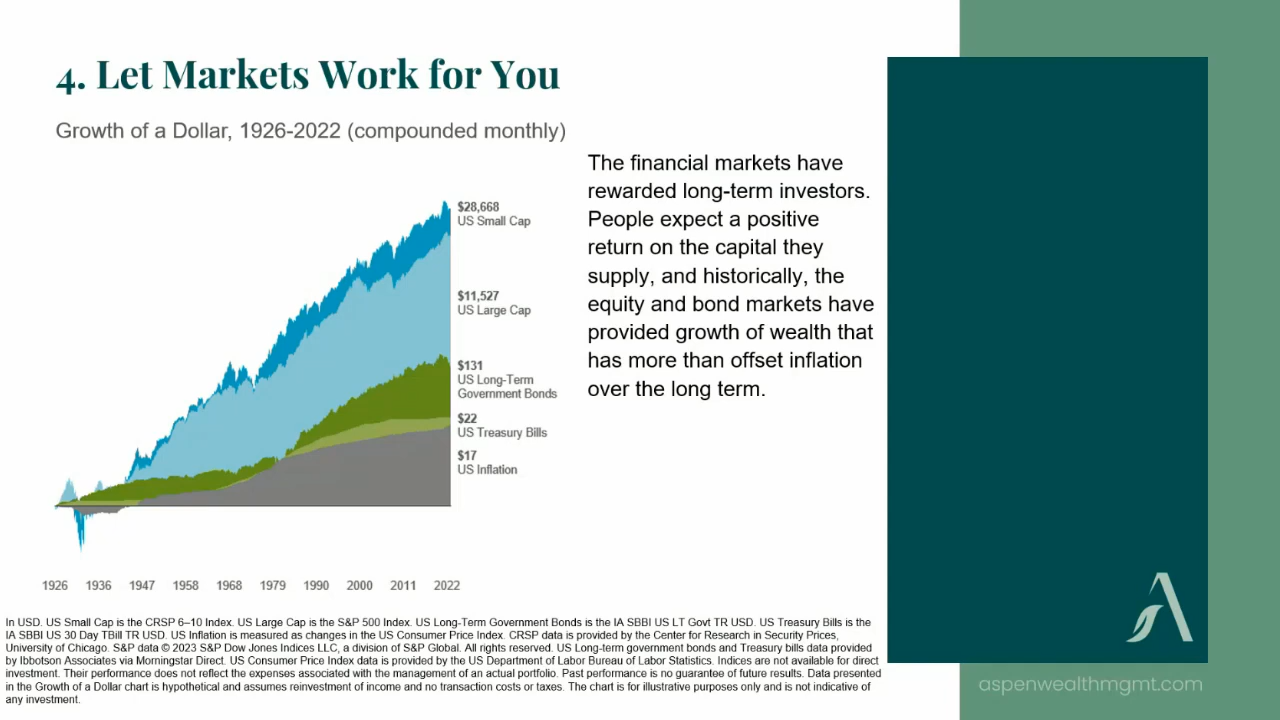 4. Let Markets Work for You
Growth of a Dollar, 1926-2022 (compounded monthly)
$28,668
US Small Cap
$11,527
US Large Cap
$131
US Long-Term
Government Bonds
$22
US Treasury Bills
$17
US Inflation
1926 1936 1947 1958 1968 1979 1990 2000 2011 2022
The financial markets have
rewarded long-term investors.
People expect a positive
return on the capital they
supply, and historically, the
equity and bond markets have
provided growth of wealth that
has more than offset inflation
over the long term.
In USD. US Small Cap is the CRSP 6–10 Index. US Large Cap is the S&P 500 Index. US Long-Term Government Bonds is the IA SBBI US LT Govt TR USD. US Treasury Bills is the
IA SBBI US 30 Day TBill TR USD. US Inflation is measured as changes in the US Consumer Price Index. CRSP data is provided by the Center for Research in Security Prices,
University of Chicago. S&P data © 2023 S&P Dow Jones Indices LLC, a division of S&P Global. All rights reserved. US Long-term government bonds and Treasury bills data provided
by Ibbotson Associates via Morningstar Direct. US Consumer Price Index data is provided by the US Department of Labor Bureau of Labor Statistics. Indices are not available for direct
investment. Their performance does not reflect the expenses associated with the management of an actual portfolio. Past performance is no guarantee of future results. Data presented
in the Growth of a Dollar chart is hypothetical and assumes reinvestment of income and no transaction costs or taxes. The chart is for illustrative purposes only and is not indicative of
any investment.
aspenwealthmgmt.com